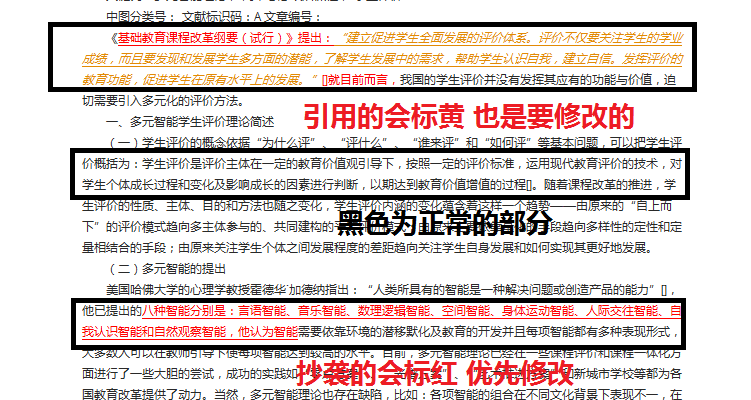 中图分类号： 文献标识码：A 文章编号：
《基础教育课程改革纲要（试行）》提出：“建立促进学生全面发展的评价体系。评价不仅要关注学生的学业
成绩，而且要发现和发展学生多方面的潜能，了解学生发展中的需求，帮助学生认识自我，建立自信。发挥评价的
教育功能，促进学生在原有水平上的发展。”[]就目前而言，我国的学生评价并没有发挥其应有的功能与价值，迫
切需要引入多元化的评价方法。
引用的会标黄 也是要修改的
一、多元智能学生评价理论简述
（一）学生评价的概念依据“为什么评”、“评什么”、“谁来评”和“如何评”等基本问题，可以把学生评
价概括为：学生评价是评价主体在一定的教育价值观引导下，按照一定的评价标准，运用现代教育评价的技术，对
学生个体成长过程和变化及影响成长的因素进行判断，以期达到教育价值增值的过程[]。随着课程改革的推进，学
生评价的性质、主体、目的和方法也随之变化，学生评价内涵的变化蕴含着这样一个趋势——由原来的“自上而
黑色为正常的部分
下”的评价模式趋向多主体参与的、共同建构的
段趋向多样性的定性和定
量相结合的手段；由原来关注学生个体之间发展程度的差距趋向关注学生自身发展和如何实现其更好地发展。
（二）多元智能的提出
美国哈佛大学的心理学教授霍德华·加德纳指出：“人类所具有的智能是一种解决问题或创造产品的能力”[]，
他已提出的八种智能分别是：言语智能、音乐智能、数理逻辑智能、空间智能、身体运动智能、人际交往智能、自
我认识智能和自然观察智能，他认为智能需要依靠环境的潜移默化及教育的开发并且每项智能都有多种表现形式，
大多数人可以在教师引导下使每项智能达到较高的水平。目前，多元智能理论已经在一些课程评价和课程一体化方
抄袭的会标红 优先修改
面进行了一些大胆的尝试，成功的实践如
和新城市学校等都为各
国教育改革提供了动力。当然，多元智能理论也存在缺陷，比如：各项智能的组合在不同文化背景下表现不一，在